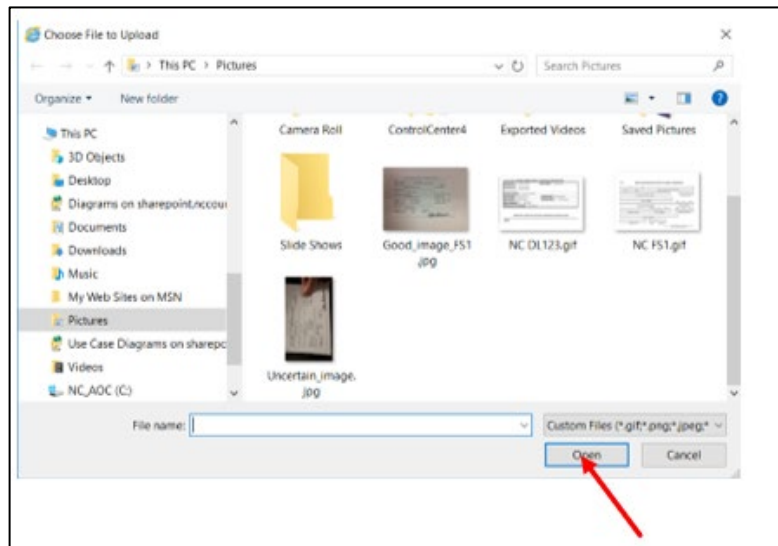 Choose File to Upload
This PC > Pictures
Search Pictures
Organize
New folder
This PC
3D Objects
Desktop
Diagrams on sharepoint.nccour
Documents
Downloads
Music
My Web Sites on MSN
Pictures
Use Case Diagrams on sharepc
Videos
NC_AOC (C:)
Camera Roll
ControlCenter4
Exported Videos
Saved Pictures
Slide Shows
Good_image_FS1
.jpg
NC DL123.gif
NC FS1.gif
Uncertain_image.
jpg
File name:
Custom Files (*.gif;*.png;*.jpeg;*
Open
Cancel